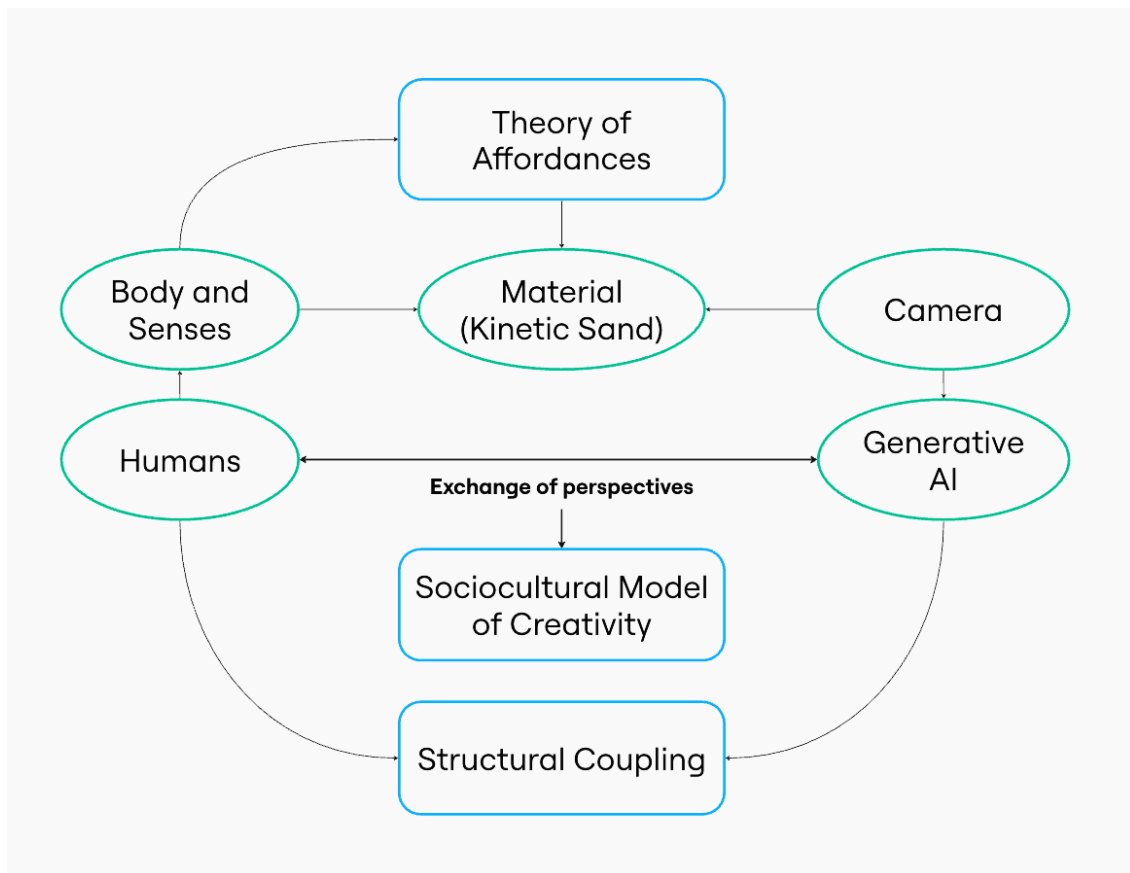 Theory of
Affordances
Body and
Senses
Material
(Kinetic Sand)
Camera
Humans
Generative
AI
Exchange of perspectives
Sociocultural Model
of Creativity
Structural Coupling